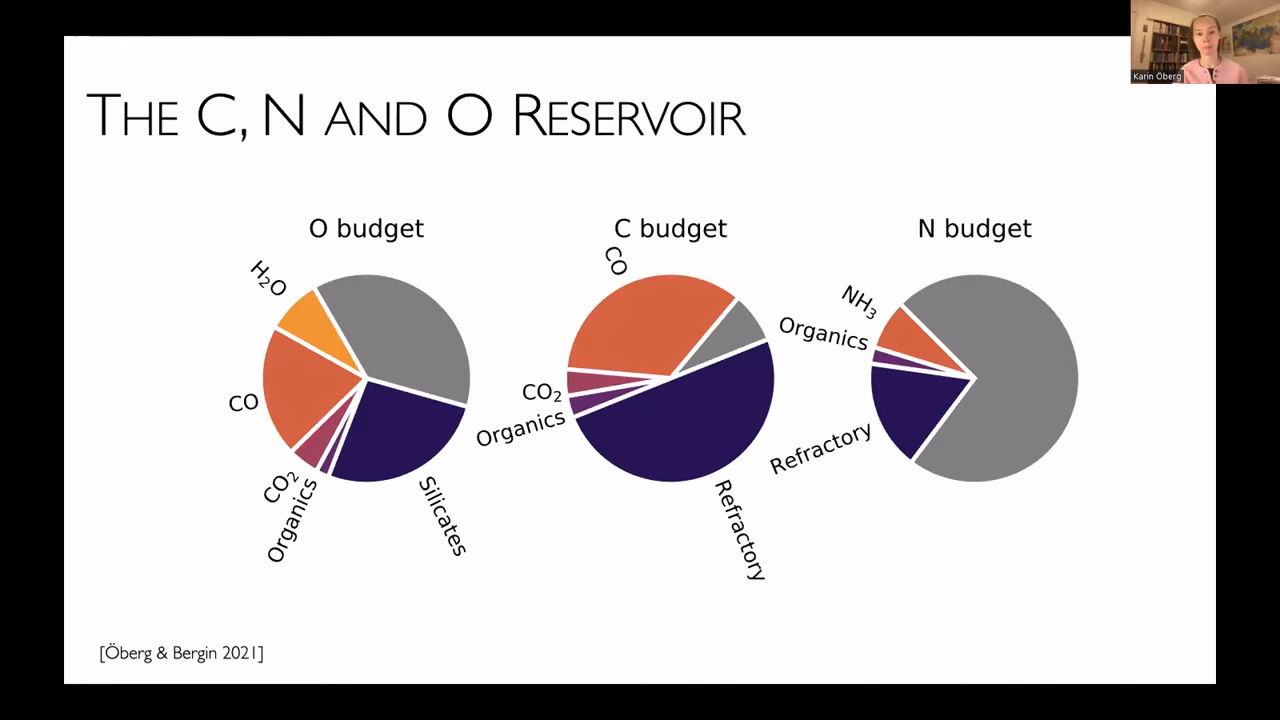 Karin Öberg
THE C, N AND O RESERVOIR
O budget
H₂O
CO
CO₂
Organics
Silicates
C budget
CO
CO₂
Organics
Refractory
N budget
NH₃
Organics
Refractory
[Öberg & Bergin 2021]